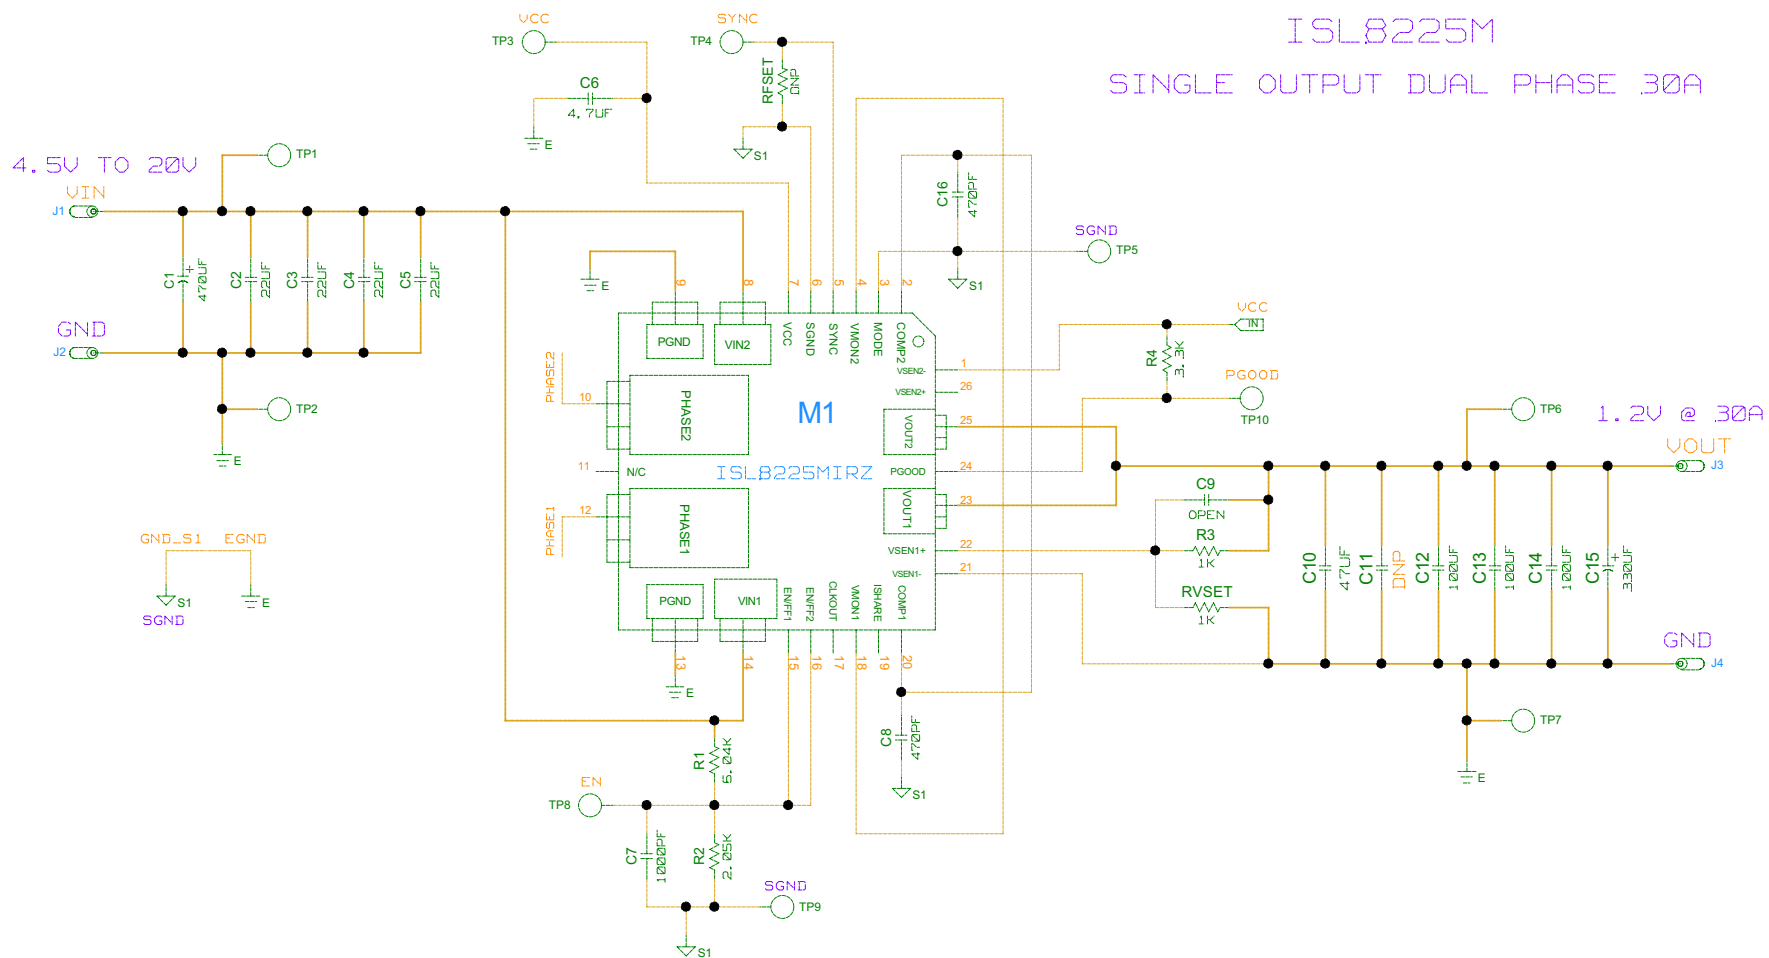 ISL8225M
SINGLE OUTPUT DUAL PHASE 30A
VCC
TP3
SYNC
TP4
RFSET
DNP
C6
4.7UF
E
S1
4.5V TO 20V
VIN
J1
TP1
C1
+
470UF
C2
22UF
C3
22UF
C4
22UF
C5
22UF
GND
J2
TP2
E
C16
470PF
SGND
TP5
S1
E
9
8
7
6
5
4
3
2
PGND
VIN2
VCC
SGND
SYNC
VMON2
MODE
COMP2
VSEN2-
1
VSEN2+
26
PHASE2
10
PHASE2
M1
VOUT2
25
11
N/C
ISL8225MIRZ
PGOOD
24
PHASE1
12
PHASE1
VOUT1
23
VSEN1+
22
VSEN1-
21
PGND
VIN1
EN/FF1
EN/FF2
CLKOUT
VMON1
ISHARE
COMP1
13
14
15
16
17
18
19
20
E
VCC
IN
R4
3.3K
PGOOD
TP10
TP6
1.2V @ 30A
VOUT
J3
C9
OPEN
R3
1K
RVSET
1K
C10
47UF
C11
DNP
C12
100UF
C13
100UF
C14
100UF
C15
+
330UF
GND
J4
TP7
E
GND_S1 EGND
S1
E
SGND
R1
6.04K
C8
470PF
S1
EN
TP8
C7
1000PF
R2
2.05K
SGND
TP9
S1